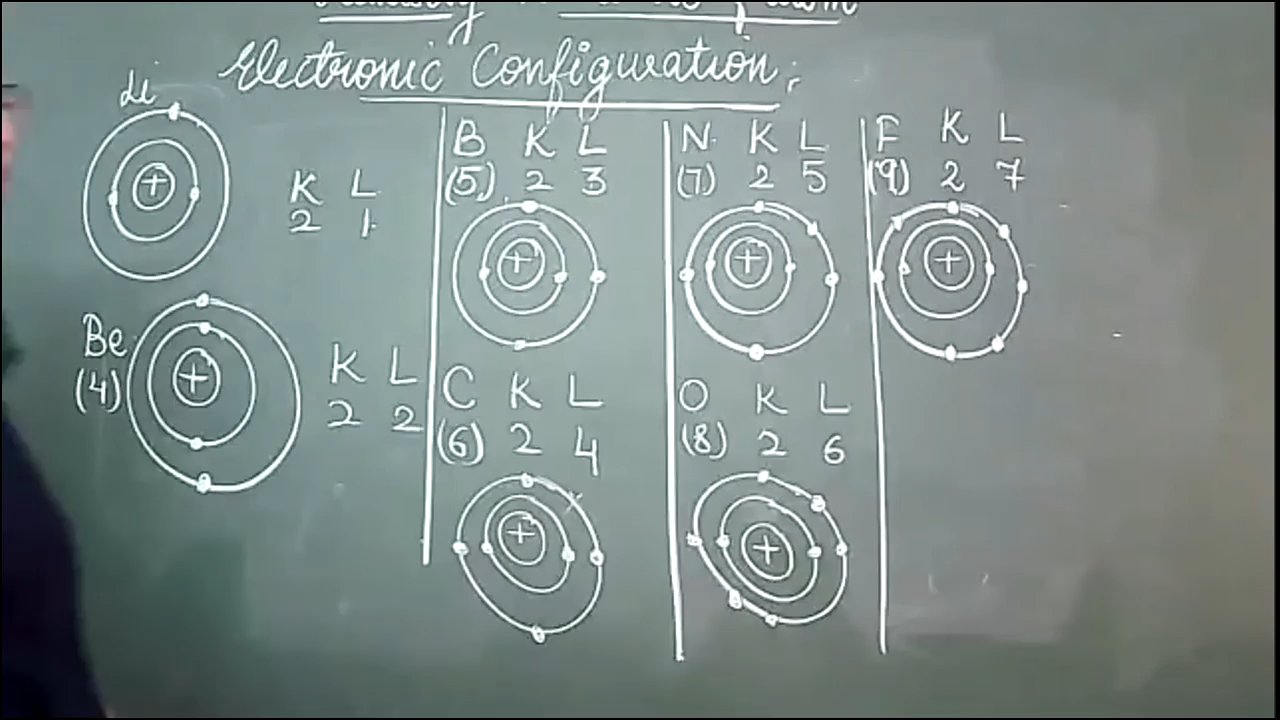 Electronic Configuration:
Li
+
K L
2 1
Be
(4)
+
K L
2 2
B K L
(5) 2 3
+
C K L
(6) 2 4
+
N K L
(7) 2 5
+
O K L
(8) 2 6
+
F K L
(9) 2 7
+